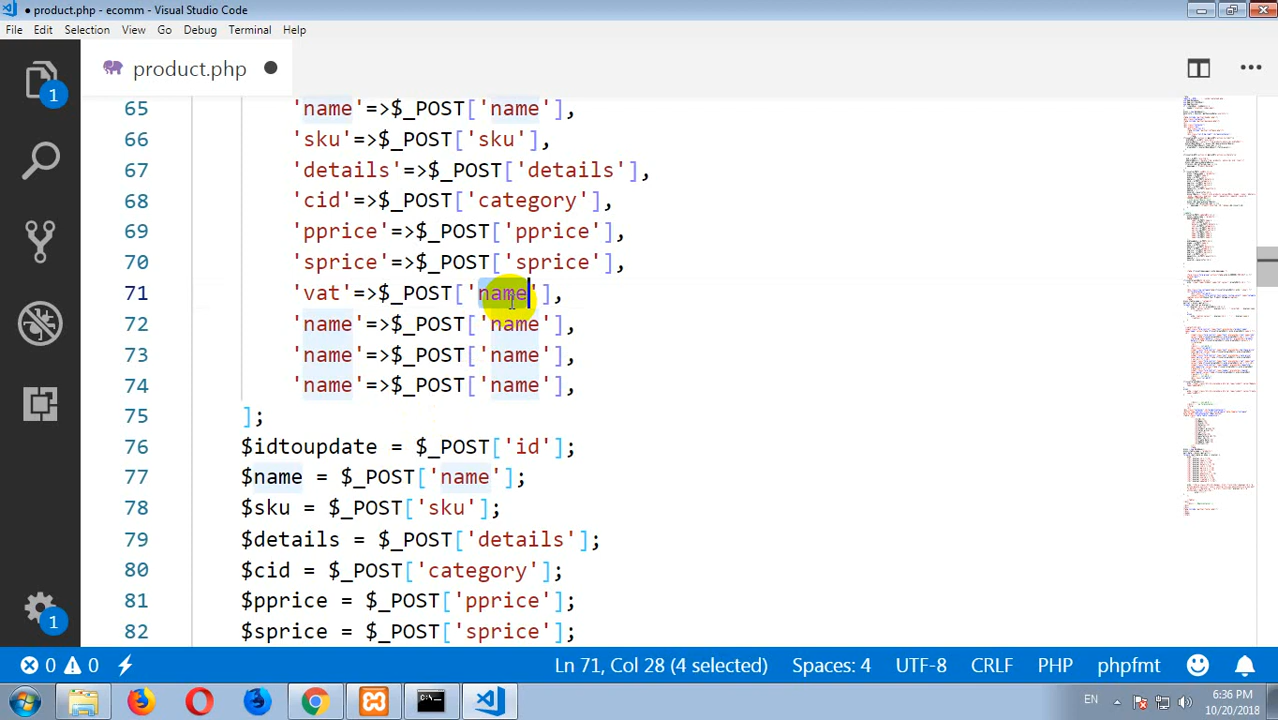 ● product.php - ecomm - Visual Studio Code
File Edit Selection View Go Debug Terminal Help
product.php ●
65 'name'=>$_POST['name'],
66 'sku'=>$_POST['sku'],
67 'details'=>$_POST['details'],
68 'cid'=>$_POST['category'],
69 'pprice'=>$_POST['pprice'],
70 'sprice'=>$_POST['sprice'],
71 'vat'=>$_POST['name'],
72 'name'=>$_POST['name'],
73 'name'=>$_POST['name'],
74 'name'=>$_POST['name'],
75 ];
76 $idtoupdate = $_POST['id'];
77 $name = $_POST['name'];
78 $sku = $_POST['sku'];
79 $details = $_POST['details'];
80 $cid = $_POST['category'];
81 $pprice = $_POST['pprice'];
82 $sprice = $_POST['sprice'];
1
1
0 0 Ln 71, Col 28 (4 selected) Spaces: 4 UTF-8 CRLF PHP phpfmt
EN 6:36 PM
10/20/2018